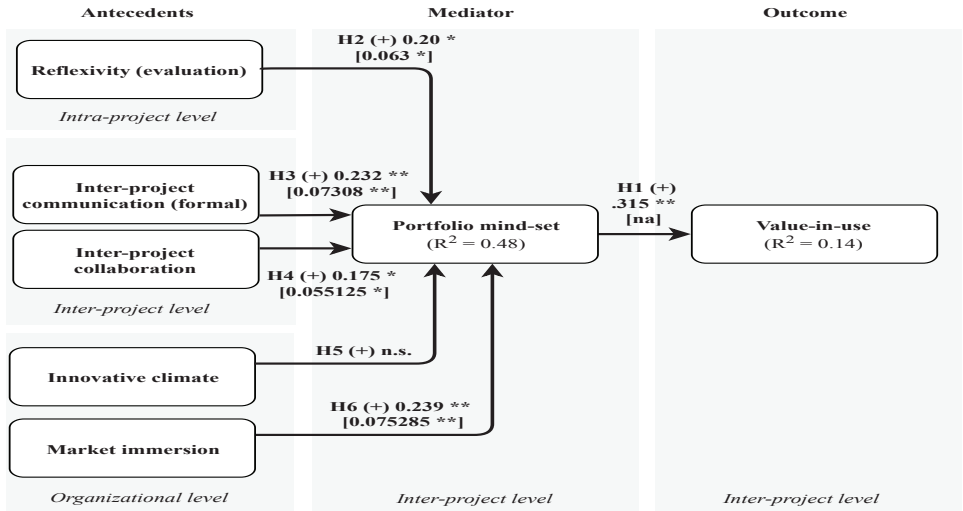 Antecedents
Mediator
Outcome
H2 (+) 0.20 *
[0.063 *]
Reflexivity (evaluation)
Intra-project level
H3 (+) 0.232 **
[0.07308 **]
Inter-project
communication (formal)
H1 (+)
.315 **
[na]
Portfolio mind-set
(R² = 0.48)
Value-in-use
(R² = 0.14)
Inter-project
collaboration
H4 (+) 0.175 *
[0.055125 *]
Inter-project level
H5 (+) n.s.
Innovative climate
H6 (+) 0.239 **
[0.075285 **]
Market immersion
Organizational level
Inter-project level
Inter-project level